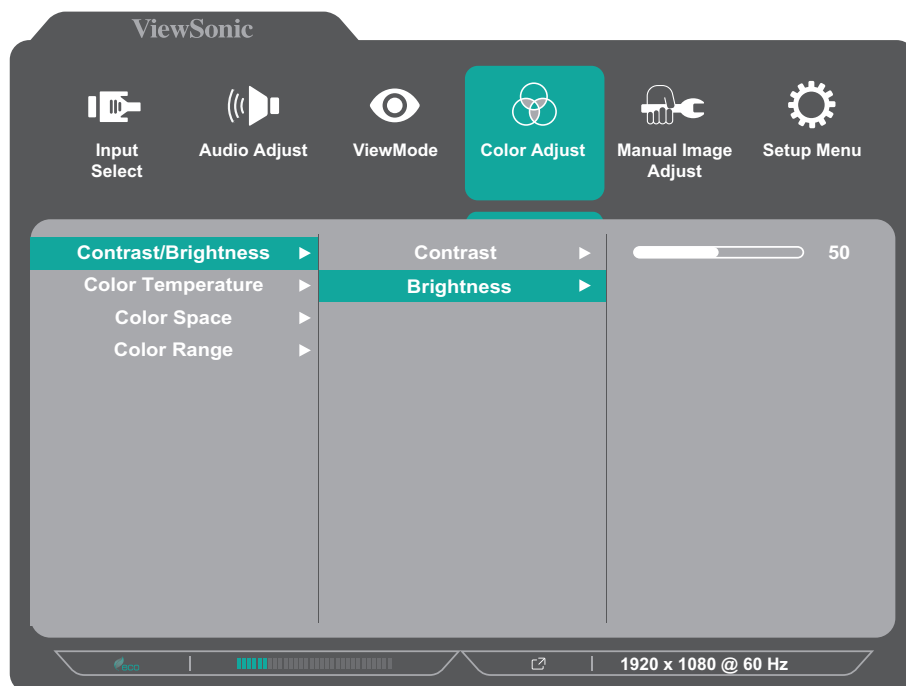 ViewSonic
Input Select
Audio Adjust
ViewMode
Color Adjust
Manual Image Adjust
Setup Menu
Contrast/Brightness
Contrast
50
Color Temperature
Brightness
Color Space
Color Range
eco
1920 x 1080 @ 60 Hz